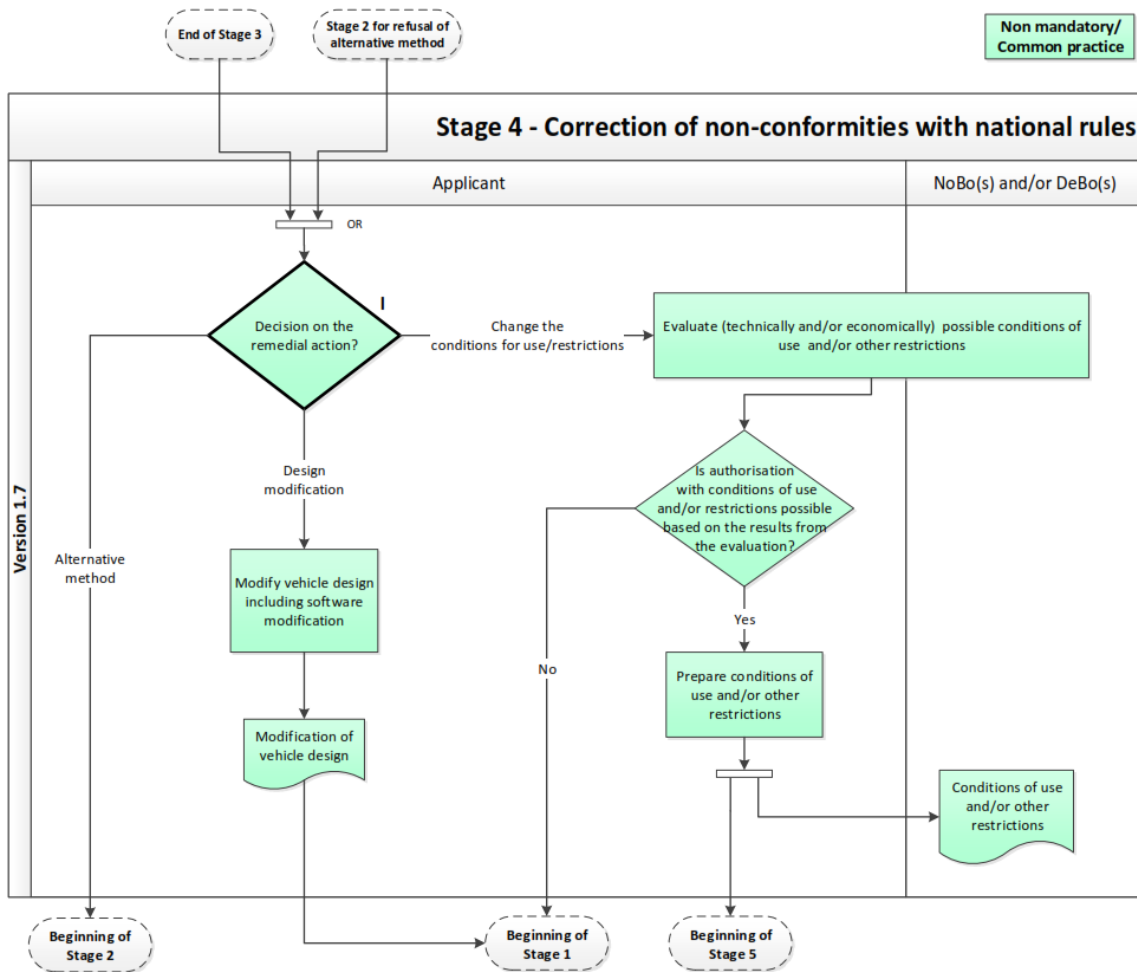 End of Stage 3
Stage 2 for refusal of
alternative method
Non mandatory/
Common practice
Stage 4 - Correction of non-conformities with national rules
Version 1.7
Applicant
NoBo(s) and/or DeBo(s)
OR
I
Decision on the
remedial action?
Change the
conditions for use/restrictions
Evaluate (technically and/or economically) possible conditions of
use and/or other restrictions
Design
modification
Is authorisation
with conditions of use
and/or restrictions possible
based on the results from
the evaluation?
Alternative
method
Modify vehicle design
including software
modification
Yes
No
Prepare conditions of
use and/or other
restrictions
Modification of
vehicle design
Conditions of use
and/or other
restrictions
Beginning of
Stage 2
Beginning of
Stage 1
Beginning of
Stage 5